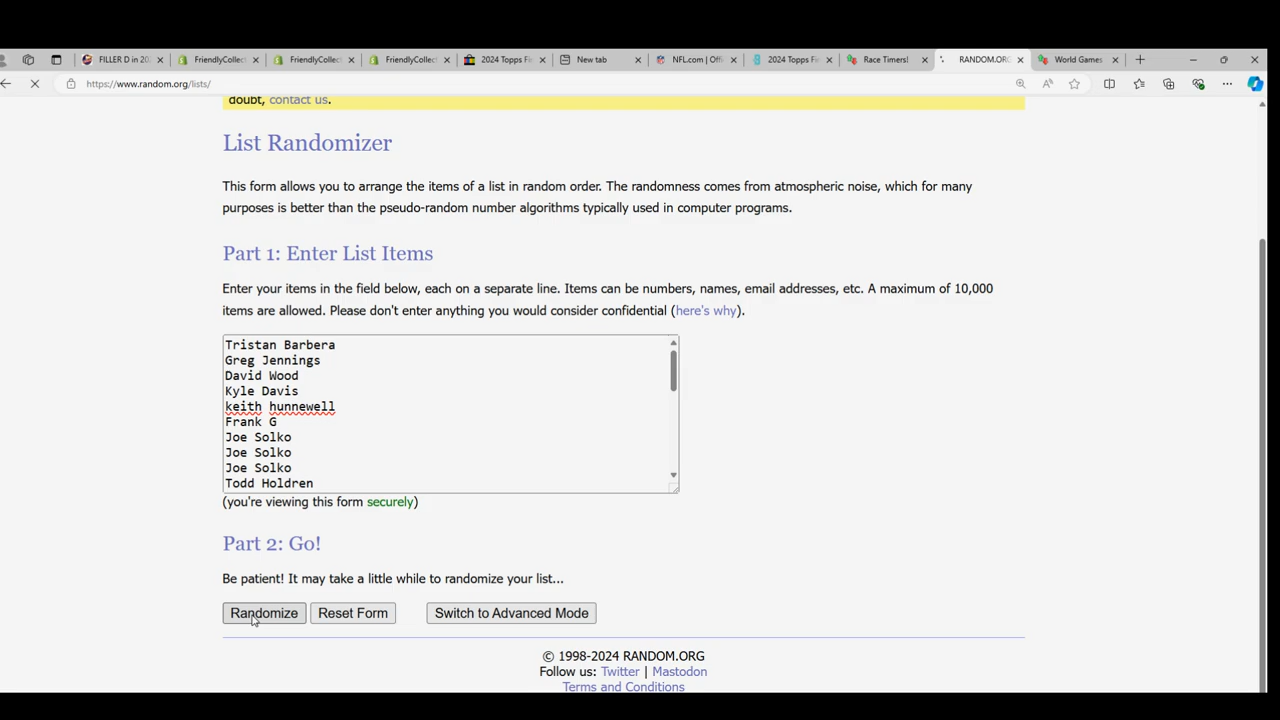 FILLER D in 20
FriendlyCollect
FriendlyCollect
FriendlyCollect
2024 Topps Fi
New tab
NFL.com | Offi
2024 Topps Fi
Race Timers!
RANDOM.ORG
World Games
https://www.random.org/lists/
doubt, contact us.
List Randomizer
This form allows you to arrange the items of a list in random order. The randomness comes from atmospheric noise, which for many
purposes is better than the pseudo-random number algorithms typically used in computer programs.
Part 1: Enter List Items
Enter your items in the field below, each on a separate line. Items can be numbers, names, email addresses, etc. A maximum of 10,000
items are allowed. Please don't enter anything you would consider confidential (here's why).
Tristan Barbera
Greg Jennings
David Wood
Kyle Davis
keith hunnewell
Frank G
Joe Solko
Joe Solko
Joe Solko
Todd Holdren
(you're viewing this form securely)
Part 2: Go!
Be patient! It may take a little while to randomize your list...
Randomize Reset Form Switch to Advanced Mode
© 1998-2024 RANDOM.ORG
Follow us: Twitter | Mastodon
Terms and Conditions